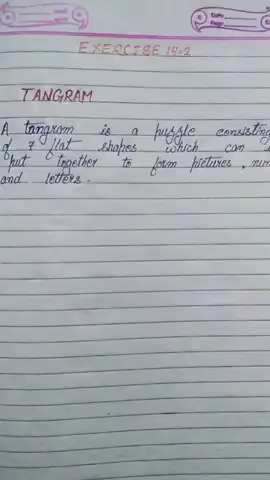 EXERCISE 14.2
TANGRAM
A tangram is a puzzle consisting
of 7 flat shapes which can
put together to form pictures, num
and letters.